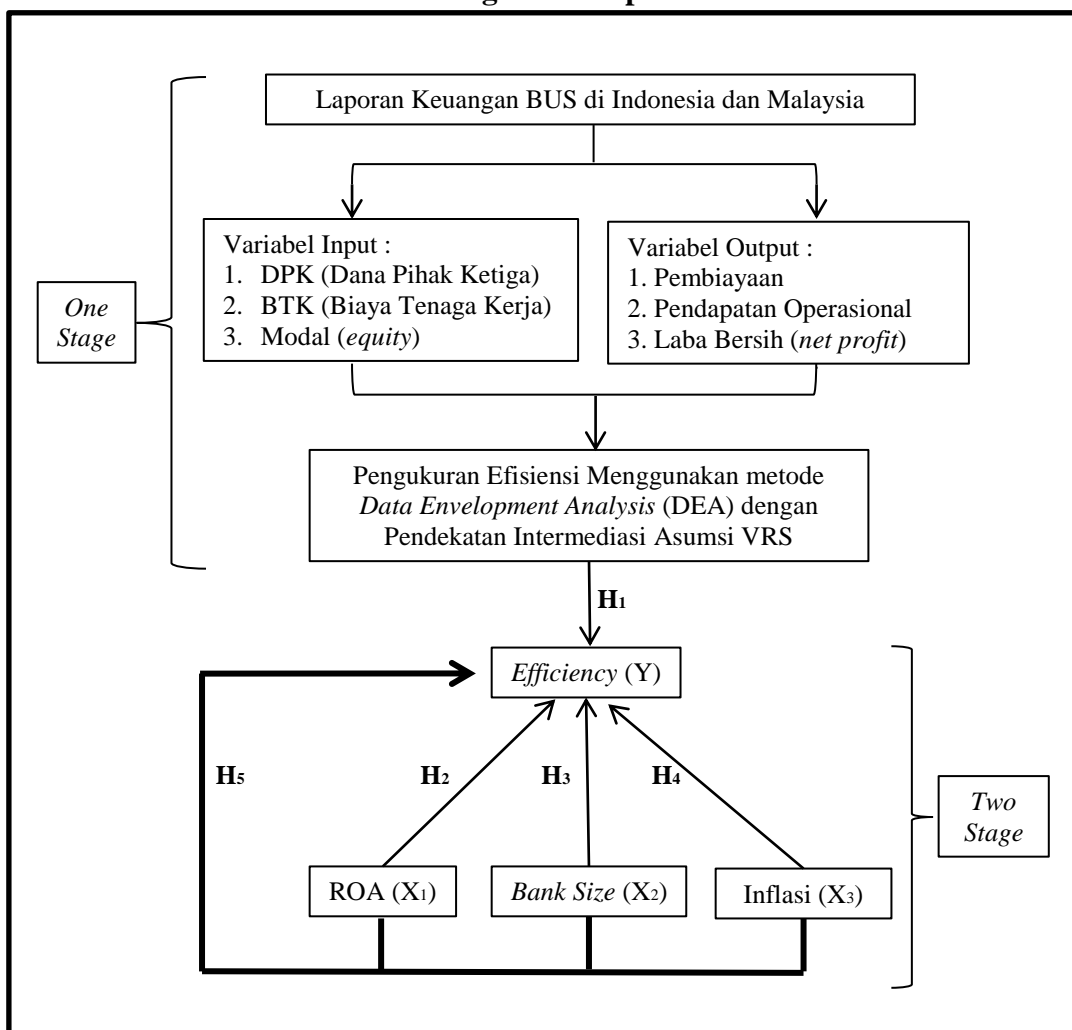 Laporan Keuangan BUS di Indonesia dan Malaysia
Variabel Input :
1. DPK (Dana Pihak Ketiga)
2. BTK (Biaya Tenaga Kerja)
3. Modal (equity)
Variabel Output :
1. Pembiayaan
2. Pendapatan Operasional
3. Laba Bersih (net profit)
One
Stage
Pengukuran Efisiensi Menggunakan metode
Data Envelopment Analysis (DEA) dengan
Pendekatan Intermediasi Asumsi VRS
H1
Efficiency (Y)
H5
H2
H3
H4
Two
Stage
ROA (X1)
Bank Size (X2)
Inflasi (X3)